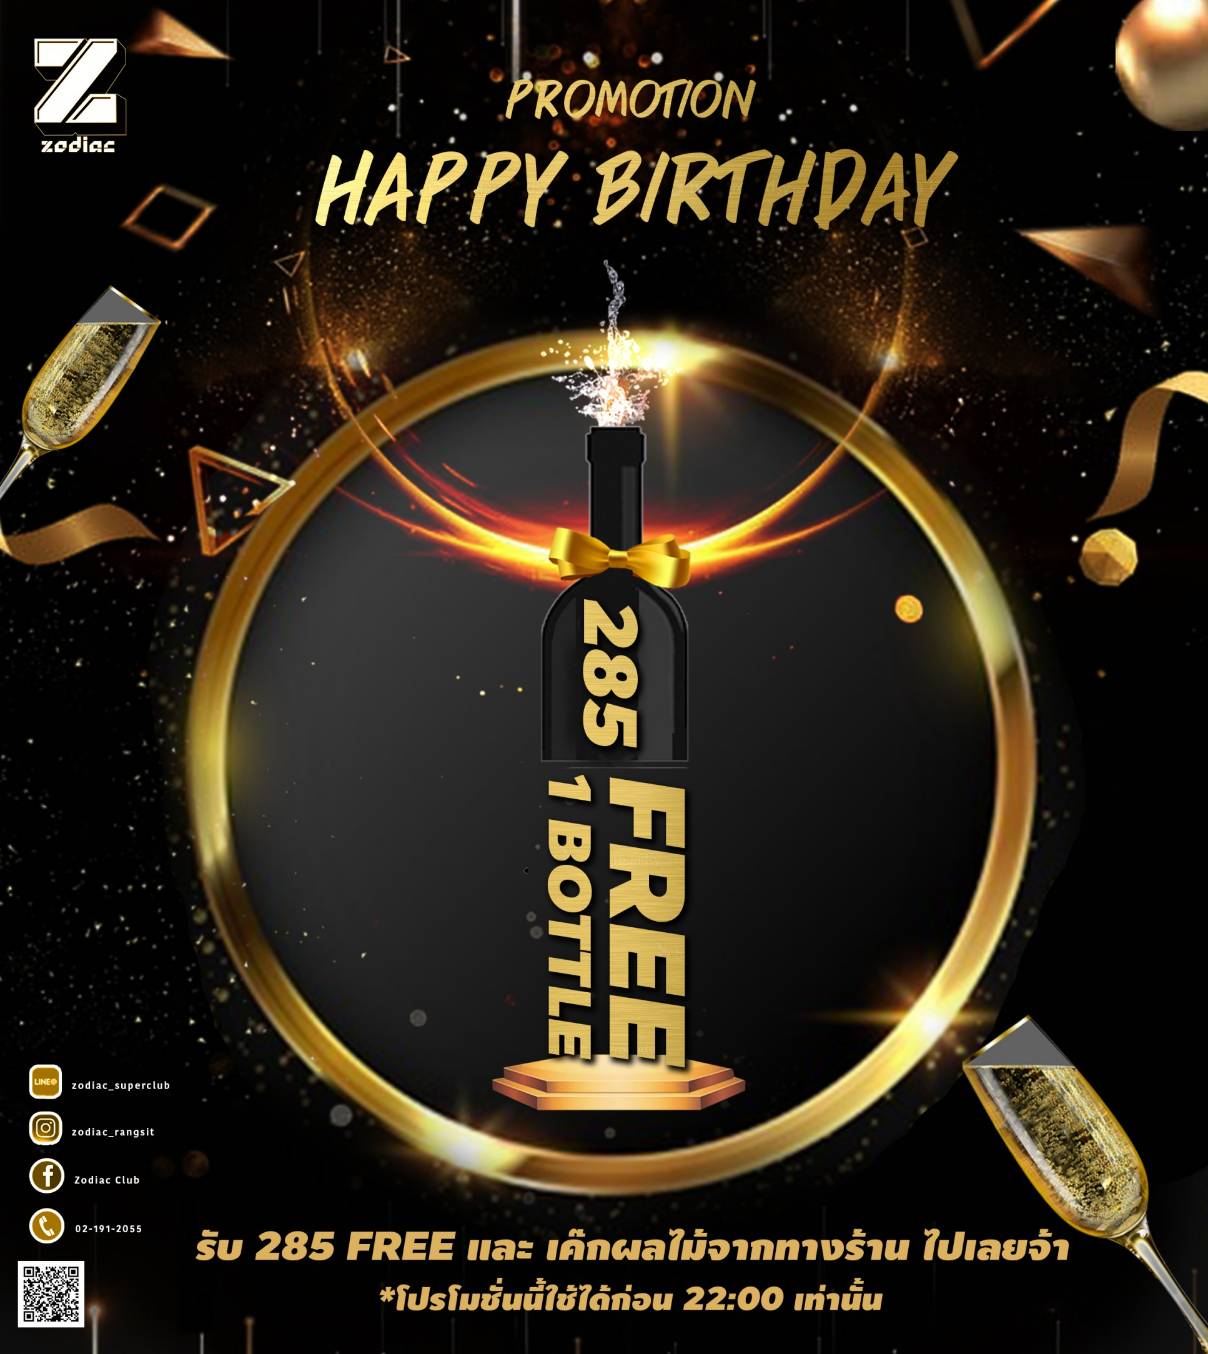 zodiac
PROMOTION
HAPPY BIRTHDAY
285
FREE
1 BOTTLE
LINE@ zodiac_superclub
zodiac_rangsit
Zodiac Club
02-191-2055
รับ 285 FREE และ เค๊กผลไม้จากทางร้าน ไปเลยจ้า
*โปรโมชั่นนี้ใช้ได้ก่อน 22:00 เท่านั้น